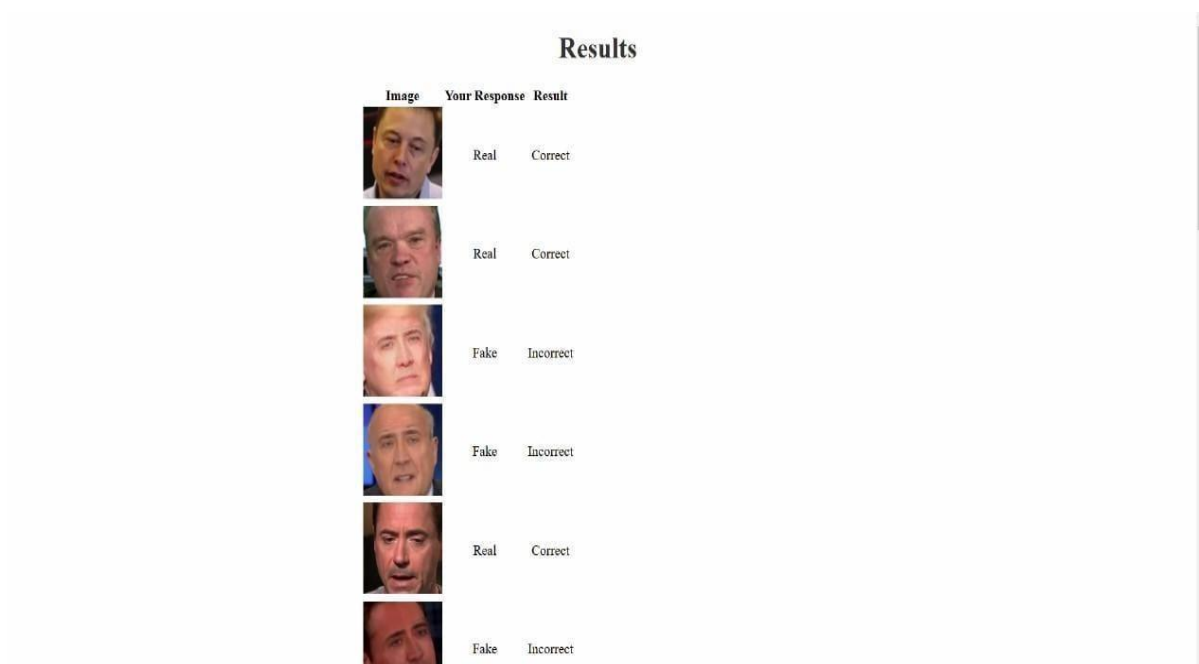 Results
Image Your Response Result
Real Correct
Real Correct
Fake Incorrect
Fake Incorrect
Real Correct
Fake Incorrect